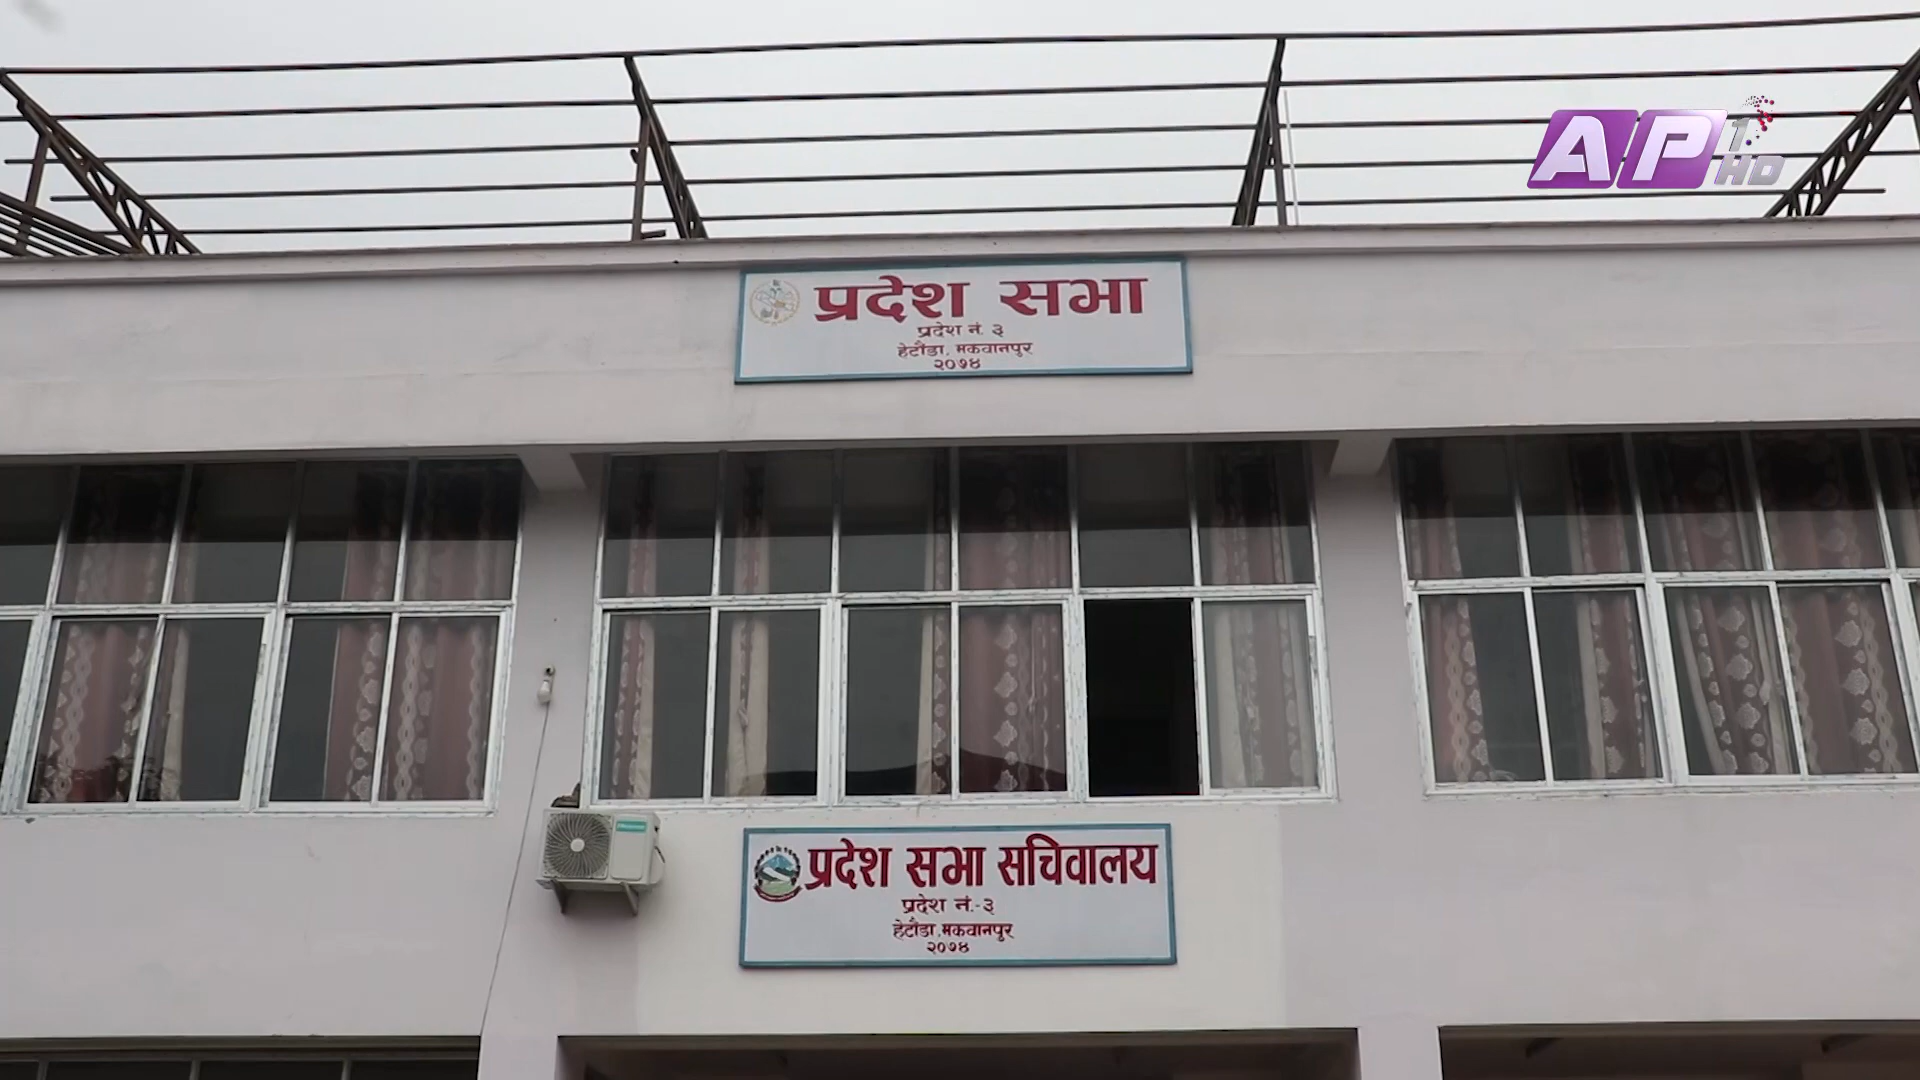 AP1
HD
प्रदेश सभा
प्रदेश नं. ३
हेटौंडा, मकवानपुर
२०७४
प्रदेश सभा सचिवालय
प्रदेश नं.-३
हेटौंडा, मकवानपुर
२०७४